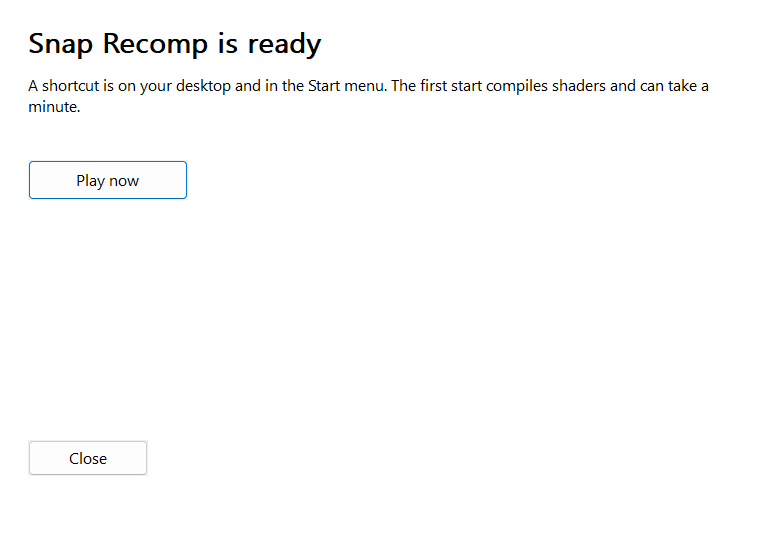 Snap Recomp is ready
A shortcut is on your desktop and in the Start menu. The first start compiles shaders and can take a
minute.
Play now
Close